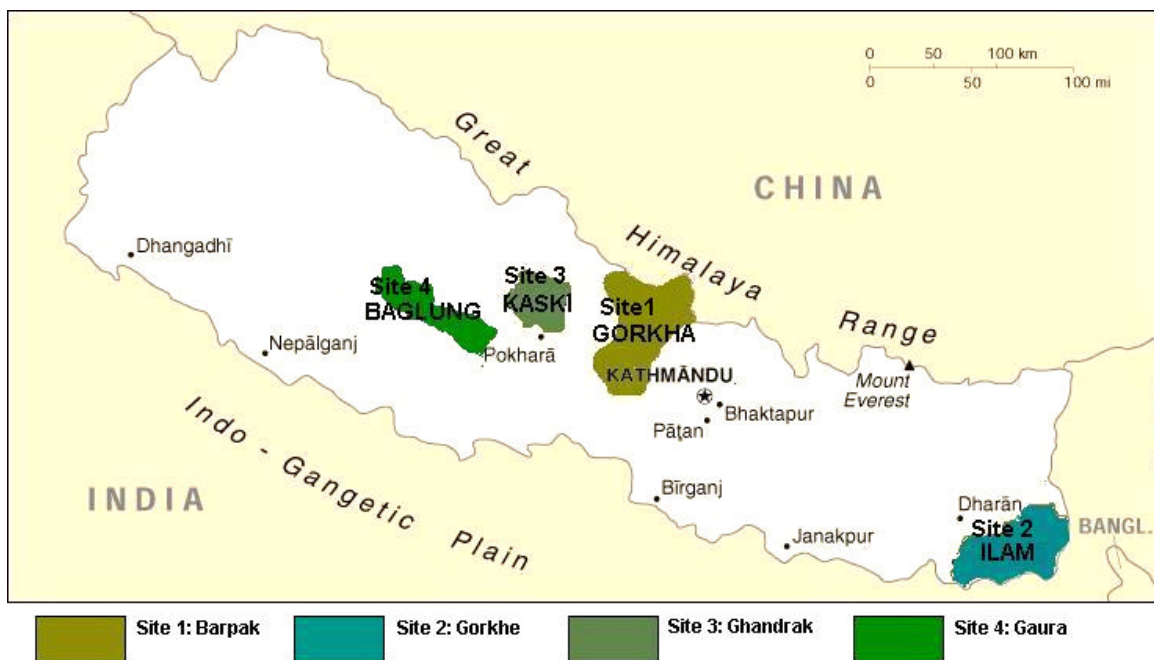 0 50 100 km
0 50 100 mi
Great
CHINA
Himalaya
Range
Dhangadhī
Site 4
BAGLUNG
Site 3
KASKI
Site1
GORKHA
Nepālganj
Pokharā
KATHMĀNDU
Mount
Everest
Bhaktapur
Pāṭan
Indo - Gangetic Plain
INDIA
Bīrganj
Janakpur
Dharān
Site 2
ILAM
BANGL.
Site 1: Barpak
Site 2: Gorkhe
Site 3: Ghandrak
Site 4: Gaura